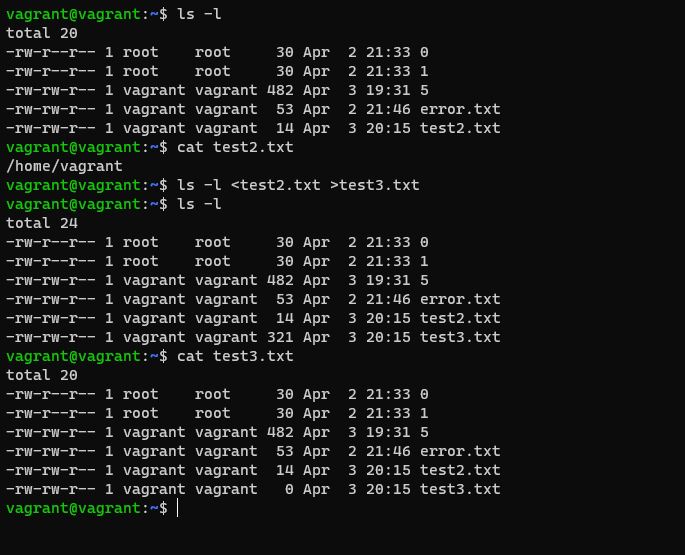 vagrant@vagrant:~$ ls -l
total 20
-rw-r--r-- 1 root    root     30 Apr  2 21:33 0
-rw-r--r-- 1 root    root     30 Apr  2 21:33 1
-rw-rw-r-- 1 vagrant vagrant 482 Apr  3 19:31 5
-rw-rw-r-- 1 vagrant vagrant  53 Apr  2 21:46 error.txt
-rw-rw-r-- 1 vagrant vagrant  14 Apr  3 20:15 test2.txt
vagrant@vagrant:~$ cat test2.txt
/home/vagrant
vagrant@vagrant:~$ ls -l <test2.txt >test3.txt
vagrant@vagrant:~$ ls -l
total 24
-rw-r--r-- 1 root    root     30 Apr  2 21:33 0
-rw-r--r-- 1 root    root     30 Apr  2 21:33 1
-rw-rw-r-- 1 vagrant vagrant 482 Apr  3 19:31 5
-rw-rw-r-- 1 vagrant vagrant  53 Apr  2 21:46 error.txt
-rw-rw-r-- 1 vagrant vagrant  14 Apr  3 20:15 test2.txt
-rw-rw-r-- 1 vagrant vagrant 321 Apr  3 20:15 test3.txt
vagrant@vagrant:~$ cat test3.txt
total 20
-rw-r--r-- 1 root    root     30 Apr  2 21:33 0
-rw-r--r-- 1 root    root     30 Apr  2 21:33 1
-rw-rw-r-- 1 vagrant vagrant 482 Apr  3 19:31 5
-rw-rw-r-- 1 vagrant vagrant  53 Apr  2 21:46 error.txt
-rw-rw-r-- 1 vagrant vagrant  14 Apr  3 20:15 test2.txt
-rw-rw-r-- 1 vagrant vagrant   0 Apr  3 20:15 test3.txt
vagrant@vagrant:~$